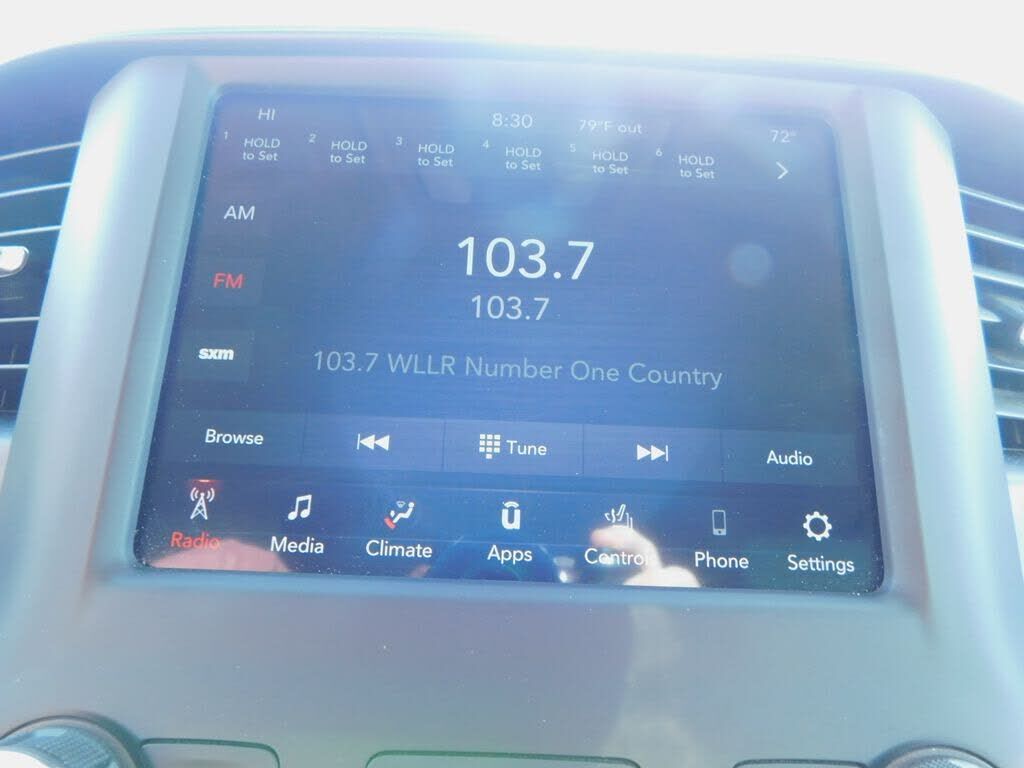 HI 8:30 79°F out 72°
1 HOLD to Set 2 HOLD to Set 3 HOLD to Set 4 HOLD to Set 5 HOLD to Set 6 HOLD to Set
AM
103.7
FM
103.7
sxm
103.7 WLLR Number One Country
Browse Tune Audio
Radio Media Climate Apps Contro Phone Settings